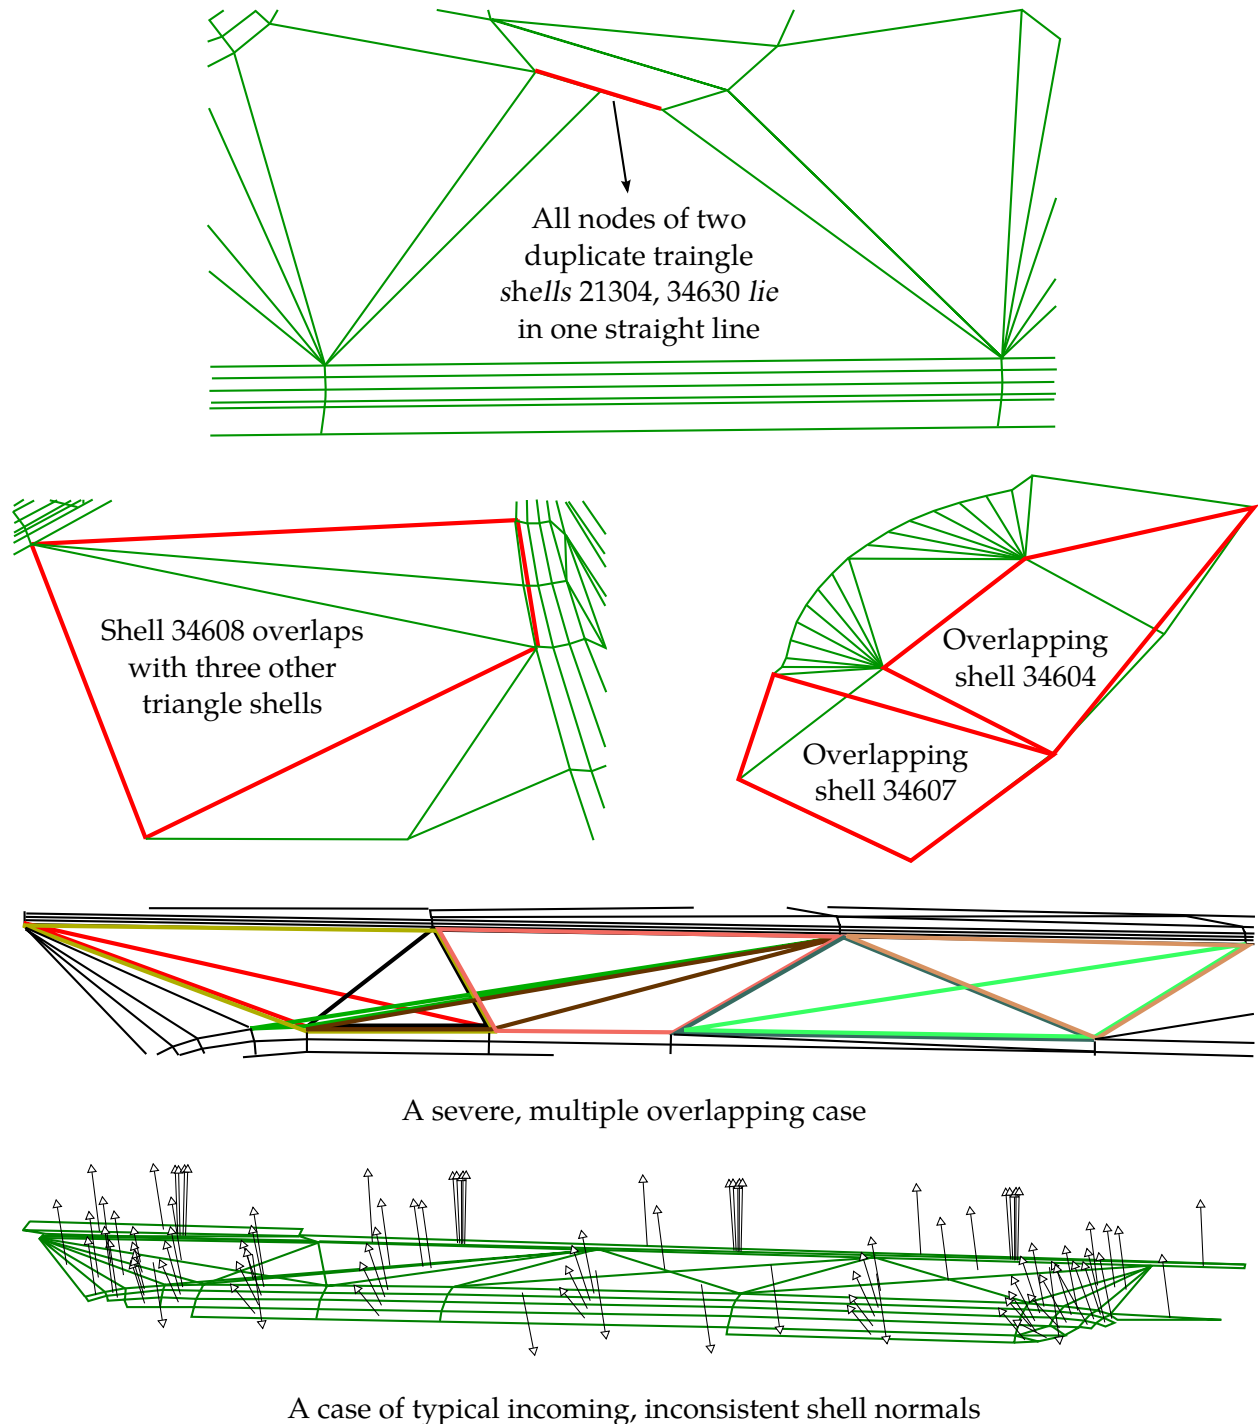 All nodes of two
duplicate traingle
shells 21304, 34630 lie
in one straight line
Shell 34608 overlaps
with three other
triangle shells
Overlapping
shell 34604
Overlapping
shell 34607
A severe, multiple overlapping case
A case of typical incoming, inconsistent shell normals